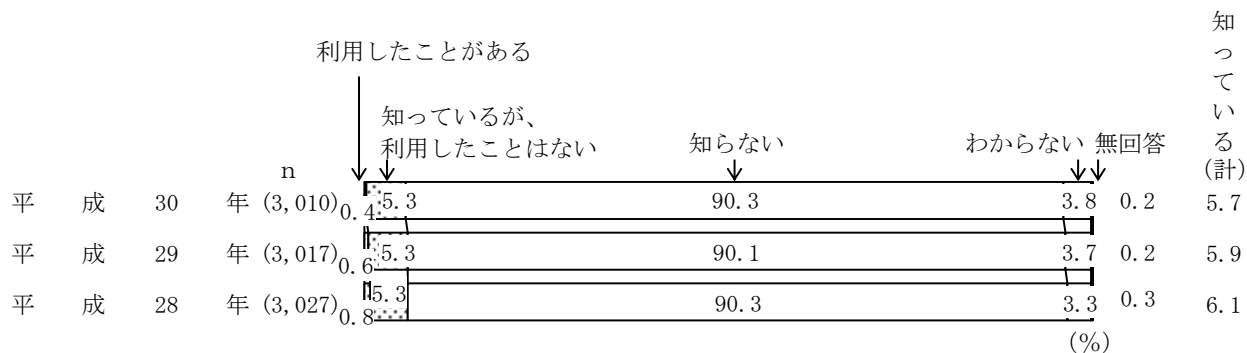 利用したことがある
知っているが、
利用したことはない
知らない
わからない
無回答
知っている(計)
n
平成30年 (3,010) 0.4 5.3 90.3 3.8 0.2 5.7
平成29年 (3,017) 0.6 5.3 90.1 3.7 0.2 5.9
平成28年 (3,027) 0.8 5.3 90.3 3.3 0.3 6.1
(%)